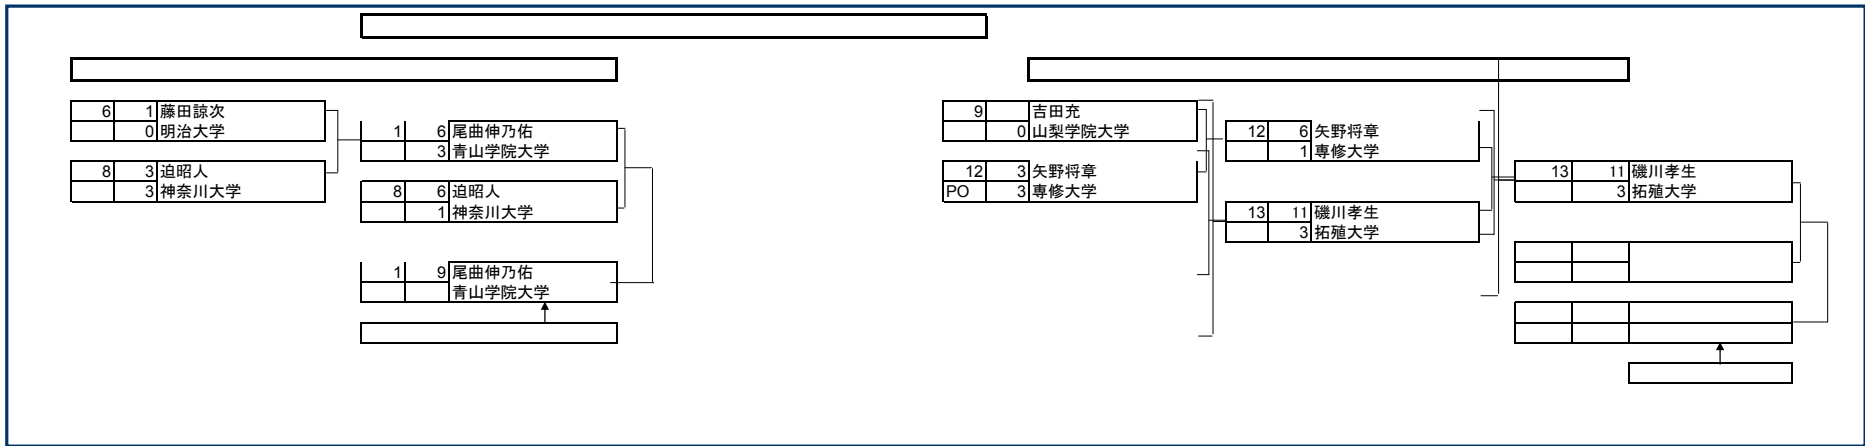 6 1 藤田諒次
0 明治大学
8 3 迫昭人
3 神奈川大学
1 6 尾曲伸乃佑
3 青山学院大学
8 6 迫昭人
1 神奈川大学
1 9 尾曲伸乃佑
青山学院大学
9 吉田充
0 山梨学院大学
12 3 矢野将章
PO 3 専修大学
12 6 矢野将章
1 専修大学
13 11 磯川孝生
3 拓殖大学
13 11 磯川孝生
3 拓殖大学